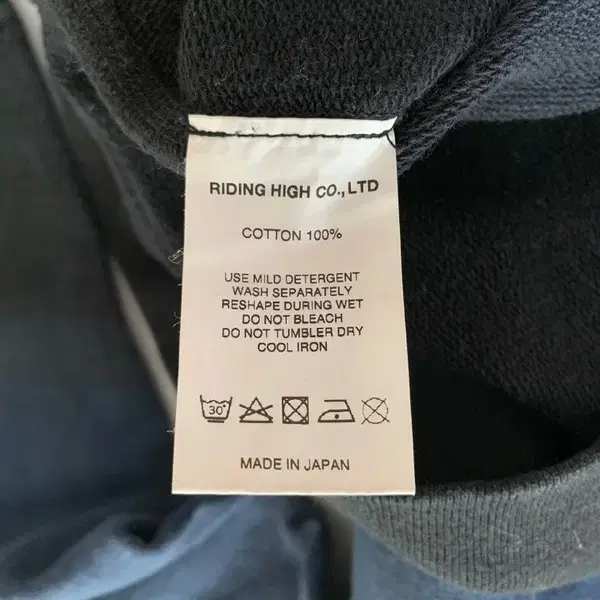 RIDING HIGH CO., LTD
COTTON 100%
USE MILD DETERGENT
WASH SEPARATELY
RESHAPE DURING WET
DO NOT BLEACH
DO NOT TUMBLER DRY
COOL IRON
30°
MADE IN JAPAN